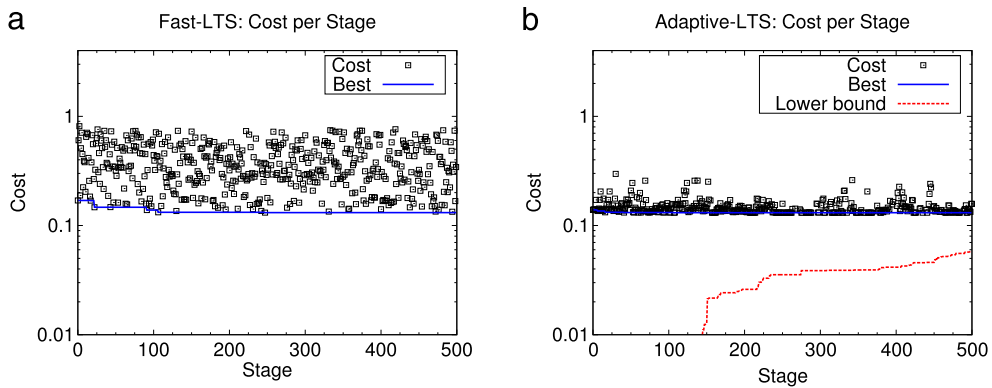 a
Fast-LTS: Cost per Stage
Cost
Best
1
0.1
0.01
Cost
0
100
200
300
400
500
Stage
b
Adaptive-LTS: Cost per Stage
Cost
Best
Lower bound
1
0.1
0.01
Cost
0
100
200
300
400
500
Stage